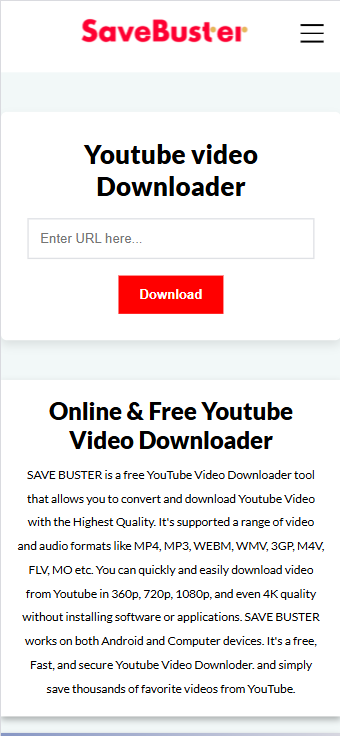 SaveBuster
Youtube video
Downloader
Enter URL here...
Download
Online & Free Youtube
Video Downloader
SAVE BUSTER is a free YouTube Video Downloader tool
that allows you to convert and download Youtube Video
with the Highest Quality. It's supported a range of video
and audio formats like MP4, MP3, WEBM, WMV, 3GP, M4V,
FLV, MO etc. You can quickly and easily download video
from Youtube in 360p, 720p, 1080p, and even 4K quality
without installing software or applications. SAVE BUSTER
works on both Android and Computer devices. It's a free,
Fast, and secure Youtube Video Downloder. and simply
save thousands of favorite videos from YouTube.